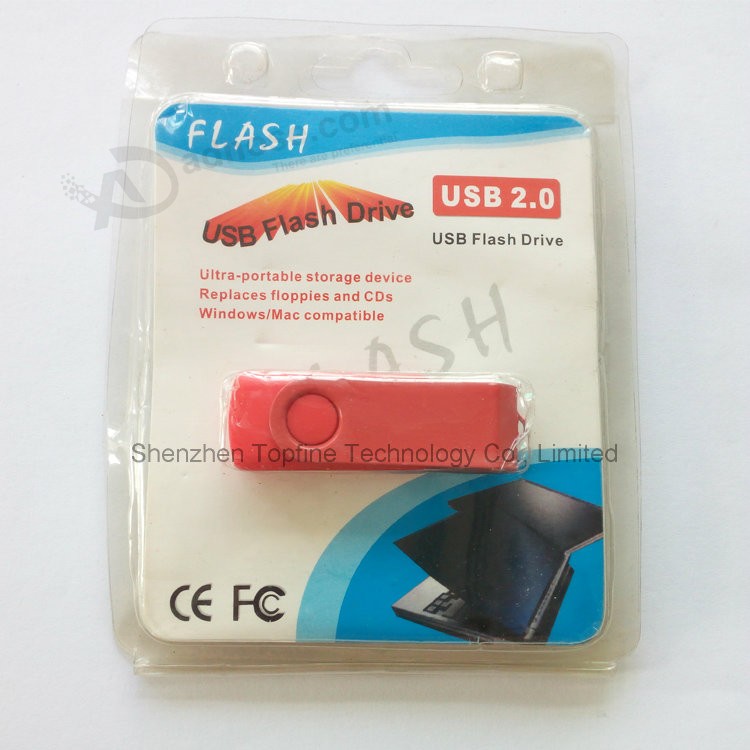 FLASH
USB Flash Drive
USB 2.0
USB Flash Drive
Ultra-portable storage device
Replaces floppies and CDs
Windows/Mac compatible
FLASH
Shenzhen Topfine Technology Co., Limited
CE FC